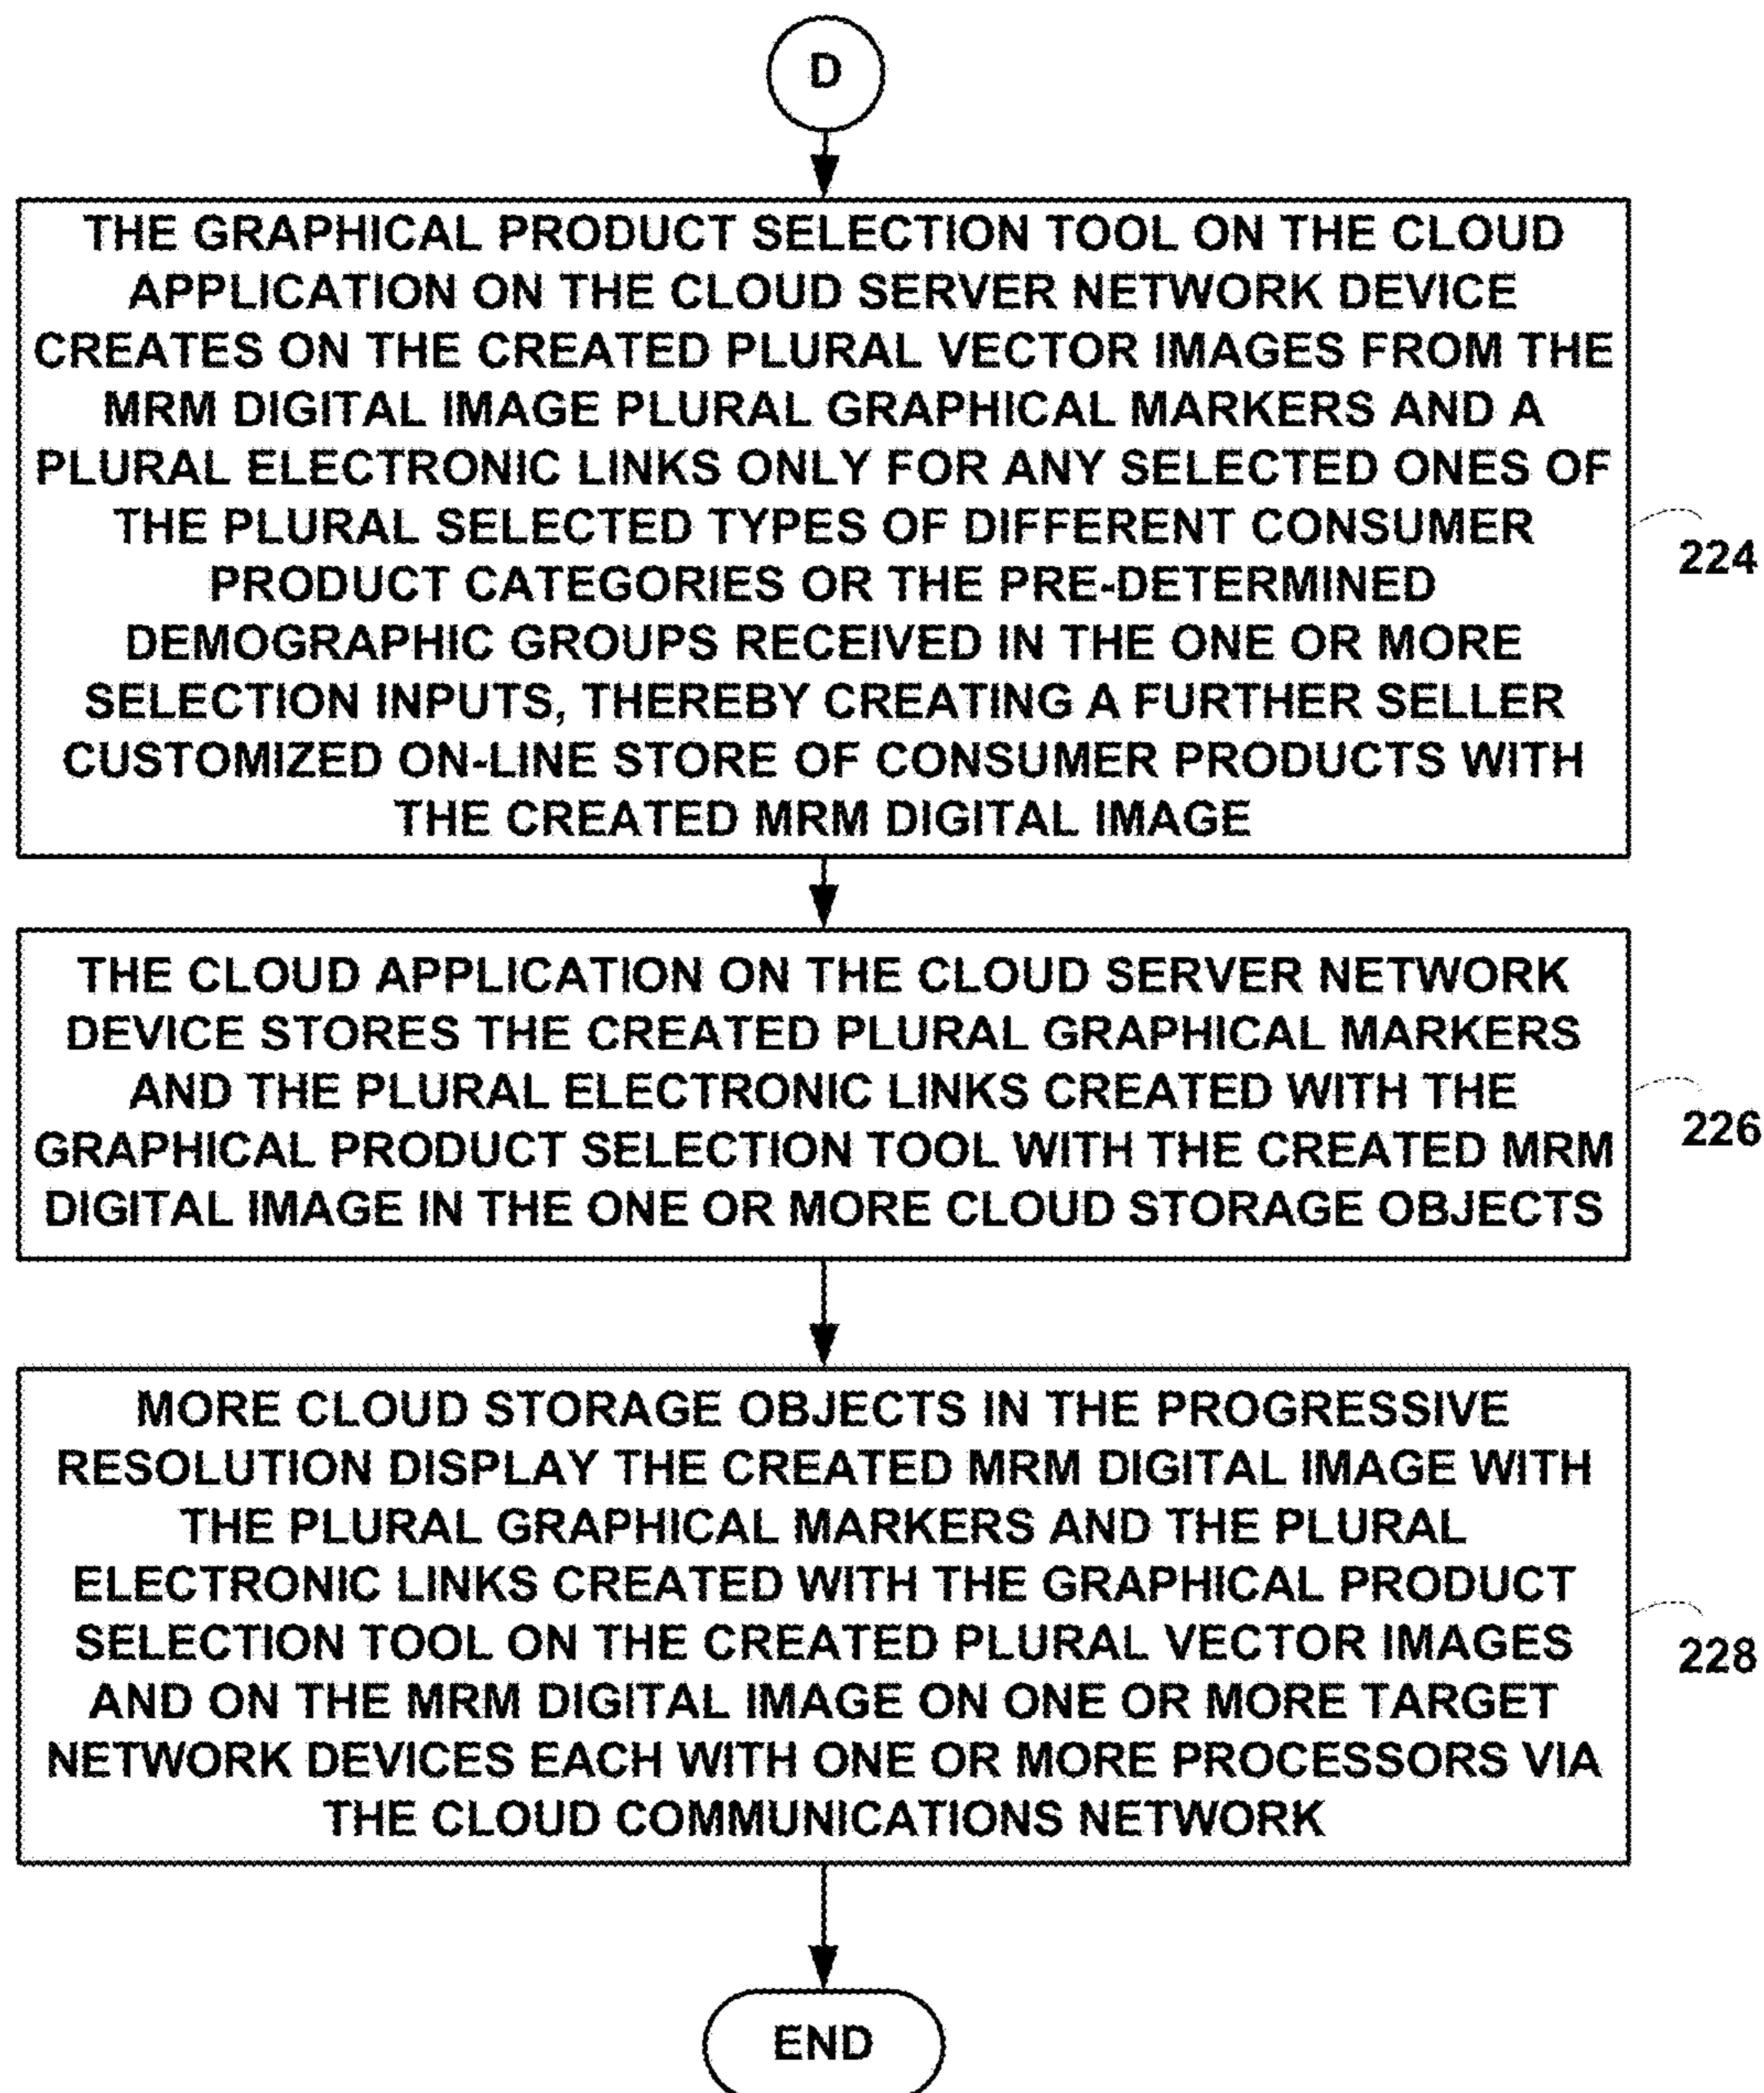 D
THE GRAPHICAL PRODUCT SELECTION TOOL ON THE CLOUD
APPLICATION ON THE CLOUD SERVER NETWORK DEVICE
CREATES ON THE CREATED PLURAL VECTOR IMAGES FROM THE
MRM DIGITAL IMAGE PLURAL GRAPHICAL MARKERS AND A
PLURAL ELECTRONIC LINKS ONLY FOR ANY SELECTED ONES OF
THE PLURAL SELECTED TYPES OF DIFFERENT CONSUMER
PRODUCT CATEGORIES OR THE PRE-DETERMINED
DEMOGRAPHIC GROUPS RECEIVED IN THE ONE OR MORE
SELECTION INPUTS, THEREBY CREATING A FURTHER SELLER
CUSTOMIZED ON-LINE STORE OF CONSUMER PRODUCTS WITH
THE CREATED MRM DIGITAL IMAGE
224
THE CLOUD APPLICATION ON THE CLOUD SERVER NETWORK
DEVICE STORES THE CREATED PLURAL GRAPHICAL MARKERS
AND THE PLURAL ELECTRONIC LINKS CREATED WITH THE
GRAPHICAL PRODUCT SELECTION TOOL WITH THE CREATED MRM
DIGITAL IMAGE IN THE ONE OR MORE CLOUD STORAGE OBJECTS
226
MORE CLOUD STORAGE OBJECTS IN THE PROGRESSIVE
RESOLUTION DISPLAY THE CREATED MRM DIGITAL IMAGE WITH
THE PLURAL GRAPHICAL MARKERS AND THE PLURAL
ELECTRONIC LINKS CREATED WITH THE GRAPHICAL PRODUCT
SELECTION TOOL ON THE CREATED PLURAL VECTOR IMAGES
AND ON THE MRM DIGITAL IMAGE ON ONE OR MORE TARGET
NETWORK DEVICES EACH WITH ONE OR MORE PROCESSORS VIA
THE CLOUD COMMUNICATIONS NETWORK
228
END